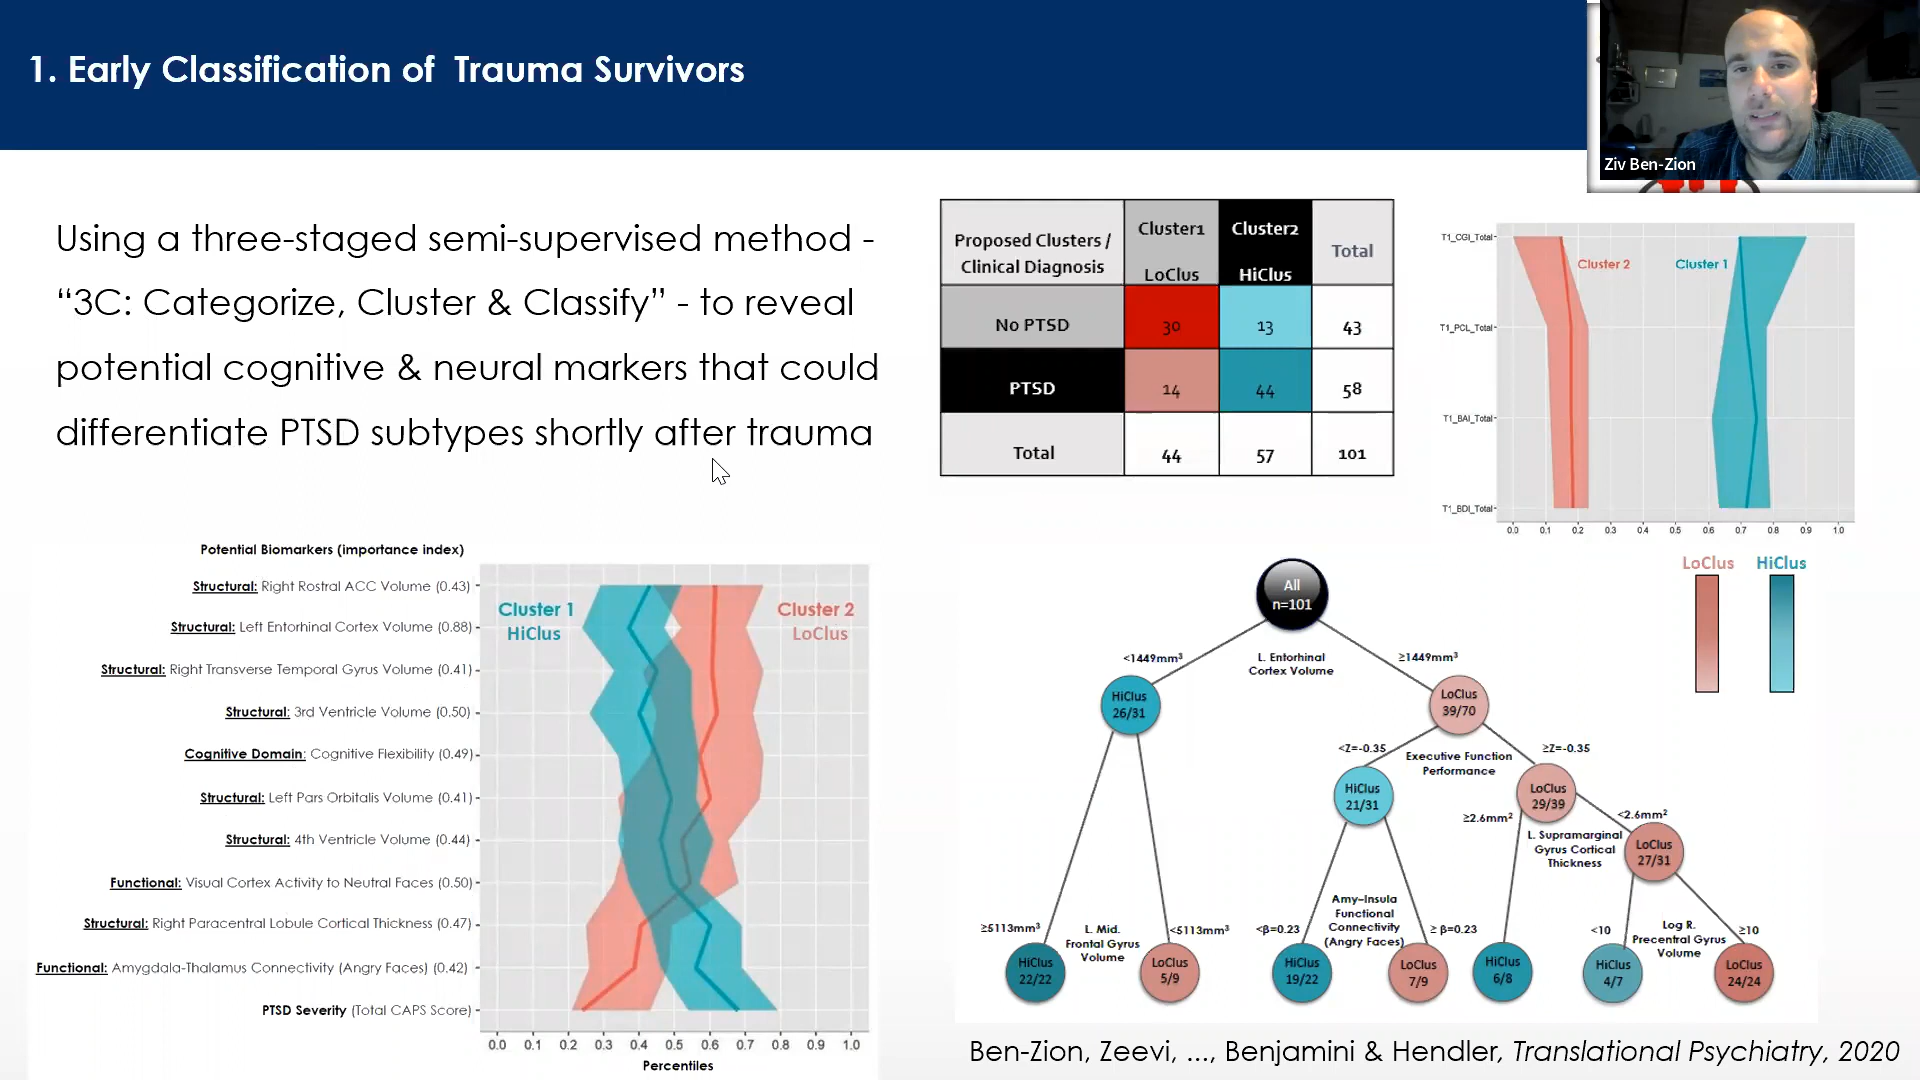 1. Early Classification of Trauma Survivors
Ziv Ben-Zion
Using a three-staged semi-supervised method -
“3C: Categorize, Cluster & Classify” - to reveal
potential cognitive & neural markers that could
differentiate PTSD subtypes shortly after trauma
Proposed Clusters / Clinical Diagnosis
Cluster1 LoClus
Cluster2 HiClus
Total
No PTSD 30 13 43
PTSD 14 44 58
Total 44 57 101
T1_CGI_Total
T1_PCL_Total
T1_BAI_Total
T1_BDI_Total
Cluster 2
Cluster 1
0.0 0.1 0.2 0.3 0.4 0.5 0.6 0.7 0.8 0.9 1.0
LoClus HiClus
Potential Biomarkers (importance index)
Structural: Right Rostral ACC Volume (0.43)
Structural: Left Entorhinal Cortex Volume (0.88)
Structural: Right Transverse Temporal Gyrus Volume (0.41)
Structural: 3rd Ventricle Volume (0.50)
Cognitive Domain: Cognitive Flexibility (0.49)
Structural: Left Pars Orbitalis Volume (0.41)
Structural: 4th Ventricle Volume (0.44)
Functional: Visual Cortex Activity to Neutral Faces (0.50)
Structural: Right Paracentral Lobule Cortical Thickness (0.47)
Functional: Amygdala-Thalamus Connectivity (Angry Faces) (0.42)
PTSD Severity (Total CAPS Score)
Cluster 1
HiClus
Cluster 2
LoClus
0.0 0.1 0.2 0.3 0.4 0.5 0.6 0.7 0.8 0.9 1.0
Percentiles
All
n=101
<1449mm³
L. Entorhinal
Cortex Volume
≥1449mm³
HiClus
26/31
LoClus
39/70
<Z=-0.35
Executive Function
Performance
≥Z=-0.35
HiClus
21/31
LoClus
29/39
≥2.6mm²
L. Supramarginal
Gyrus Cortical
Thickness
<2.6mm²
LoClus
27/31
≥5113mm³
L. Mid.
Frontal Gyrus
Volume
<5113mm³
<β=0.23
Amy–Insula
Functional
Connectivity
(Angry Faces)
≥ β=0.23
<10
Log R.
Precentral Gyrus
Volume
≥10
HiClus
22/22
LoClus
5/9
HiClus
19/22
LoClus
7/9
HiClus
6/8
HiClus
4/7
LoClus
24/24
Ben-Zion, Zeevi, ..., Benjamini & Hendler, Translational Psychiatry, 2020